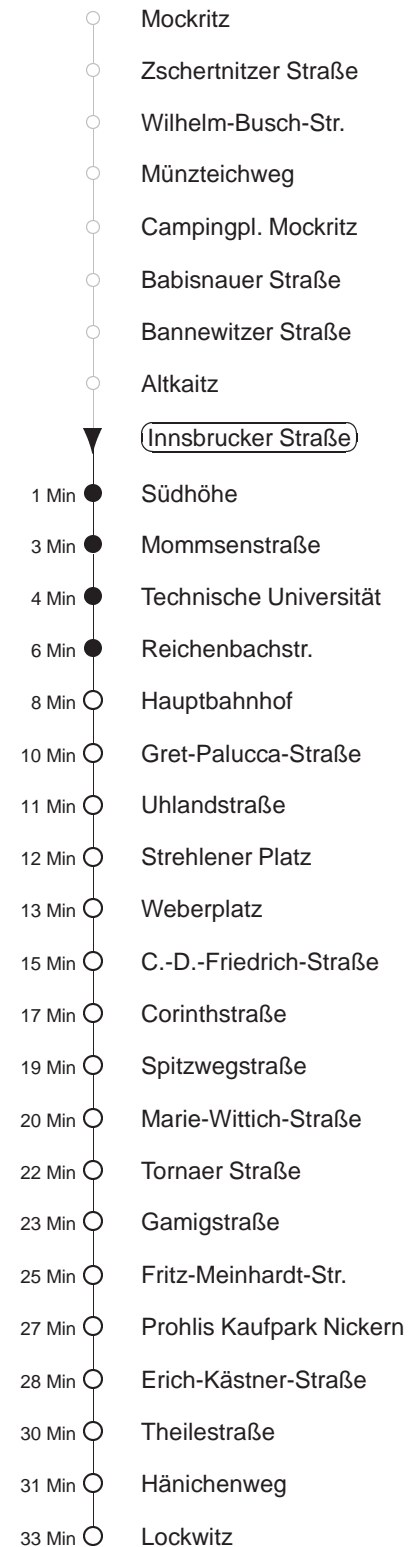 Mockritz
Zschertnitzer Straße
Wilhelm-Busch-Str.
Münzteichweg
Campingpl. Mockritz
Babisnauer Straße
Bannewitzer Straße
Altkaitz
Innsbrucker Straße
1 Min Südhöhe
3 Min Mommsenstraße
4 Min Technische Universität
6 Min Reichenbachstr.
8 Min Hauptbahnhof
10 Min Gret-Palucca-Straße
11 Min Uhlandstraße
12 Min Strehlener Platz
13 Min Weberplatz
15 Min C.-D.-Friedrich-Straße
17 Min Corinthstraße
19 Min Spitzwegstraße
20 Min Marie-Wittich-Straße
22 Min Tornaer Straße
23 Min Gamigstraße
25 Min Fritz-Meinhardt-Str.
27 Min Prohlis Kaufpark Nickern
28 Min Erich-Kästner-Straße
30 Min Theilestraße
31 Min Hänichenweg
33 Min Lockwitz